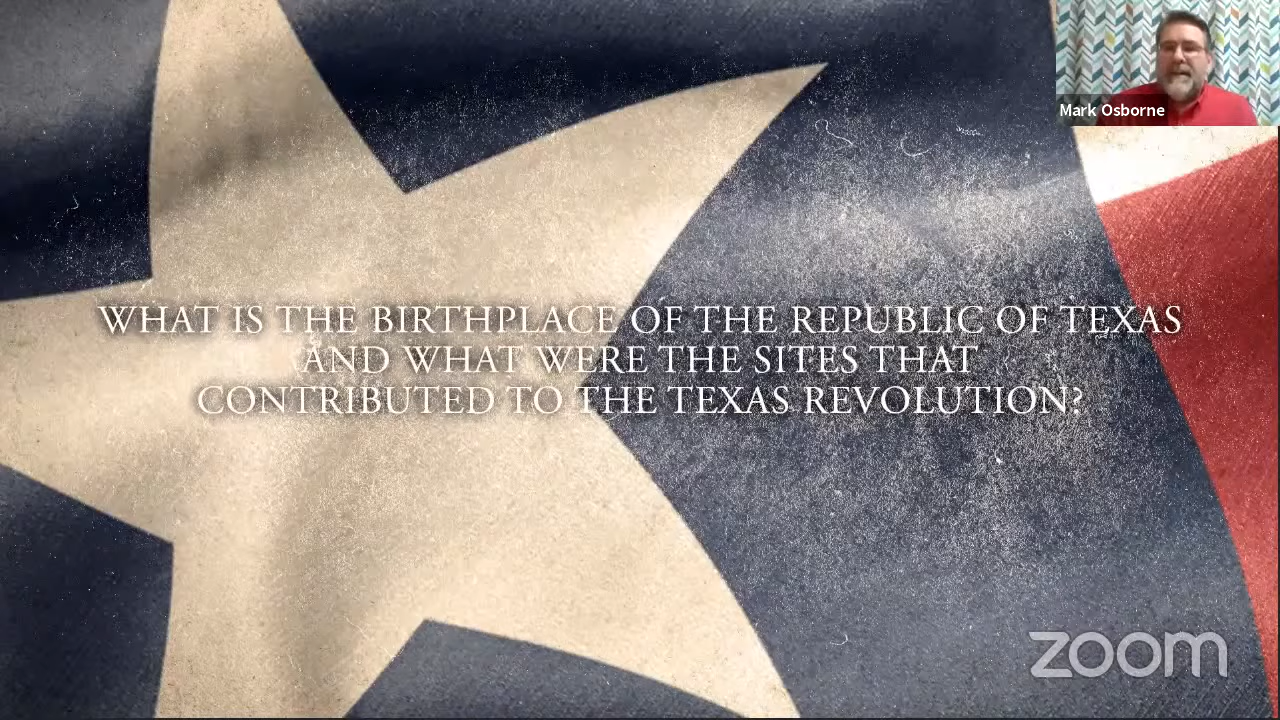 Mark Osborne
WHAT IS THE BIRTHPLACE OF THE REPUBLIC OF TEXAS
AND WHAT WERE THE SITES THAT
CONTRIBUTED TO THE TEXAS REVOLUTION?
zoom